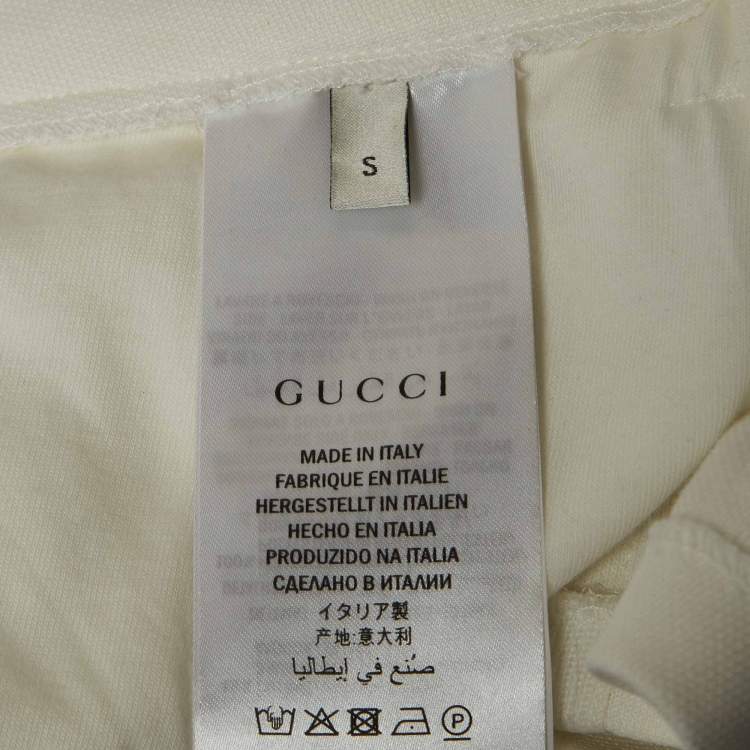 S
GUCCI
MADE IN ITALY
FABRIQUE EN ITALIE
HERGESTELLT IN ITALIEN
HECHO EN ITALIA
PRODUZIDO NA ITALIA
СДЕЛАНО В ИТАЛИИ
イタリア製
产地:意大利
صُنع في إيطاليا
P